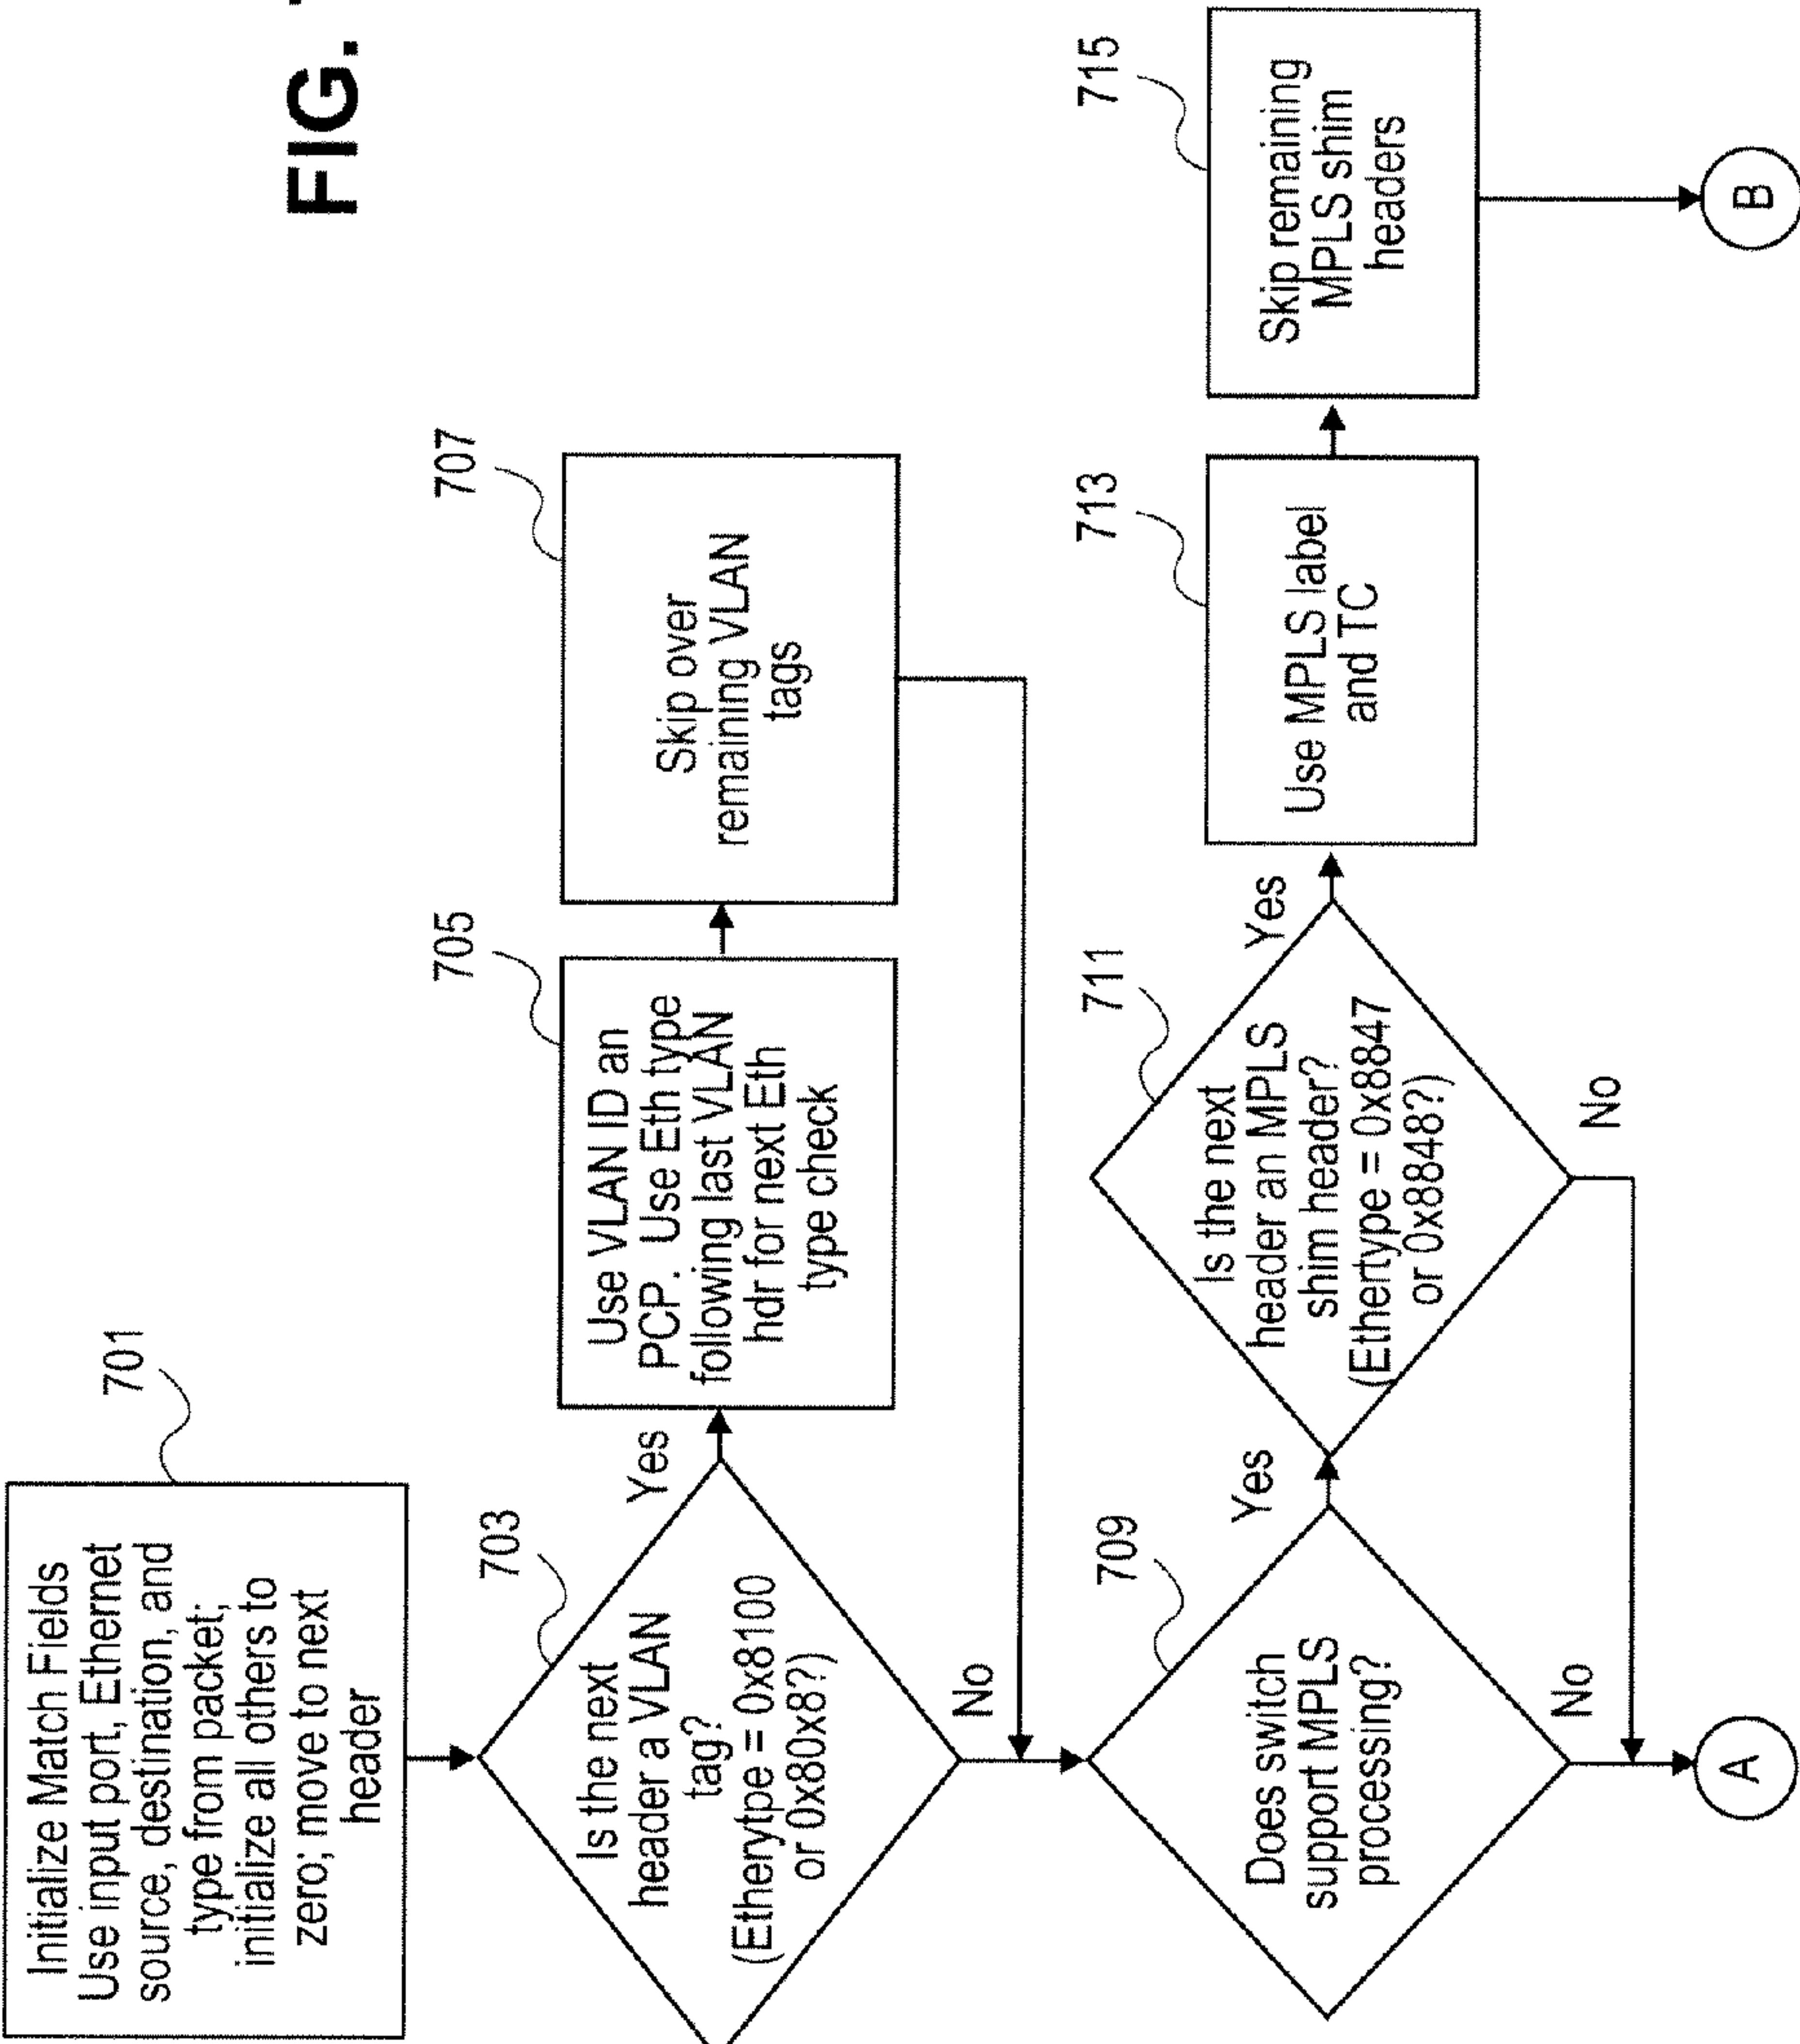 FIG.
701
Initialize Match Fields
Use input port, Ethernet
source, destination, and
type from packet;
initialize all others to
zero; move to next
header
703
Is the next
header a VLAN
tag?
(Etherytpe = 0x8100
or 0x80x8?)
Yes
No
705
Use VLAN ID an
PCP. Use Eth type
following last VLAN
hdr for next Eth
type check
707
Skip over
remaining VLAN
tags
709
Does switch
support MPLS
processing?
Yes
No
711
Is the next
header an MPLS
shim header?
(Ethertype = 0x8847
or 0x8848?)
Yes
No
713
Use MPLS label
and TC
715
Skip remaining
MPLS shim
headers
A
B